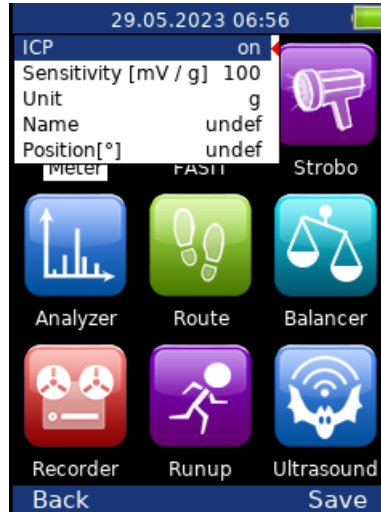 29.05.2023 06:56
ICP on
Sensitivity [mV / g] 100
Unit g
Name undef
Position[°] undef
Meter FASIT Strobo
Analyzer Route Balancer
Recorder Runup Ultrasound
Back Save